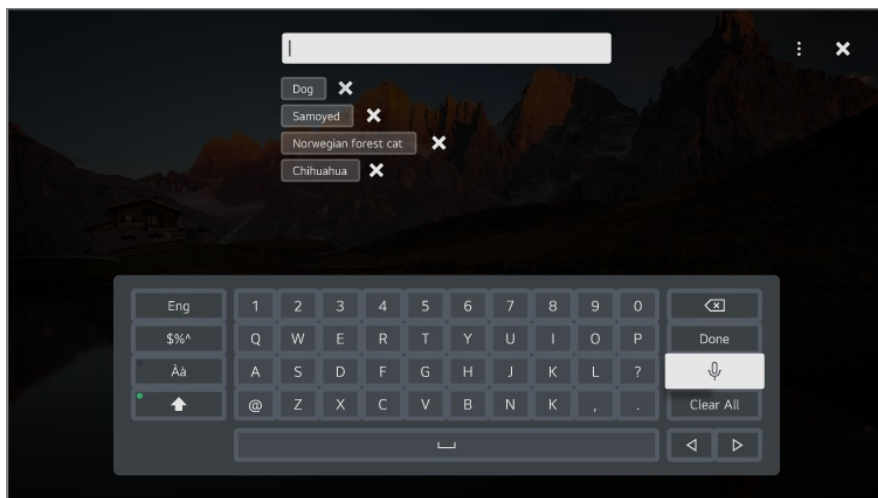 Dog
Samoyed
Norwegian forest cat
Chihuahua
Eng 1 2 3 4 5 6 7 8 9 0
$%^ Q W E R T Y U I O P Done
Àà A S D F G H J K L ?
@ Z X C V B N K , . Clear All